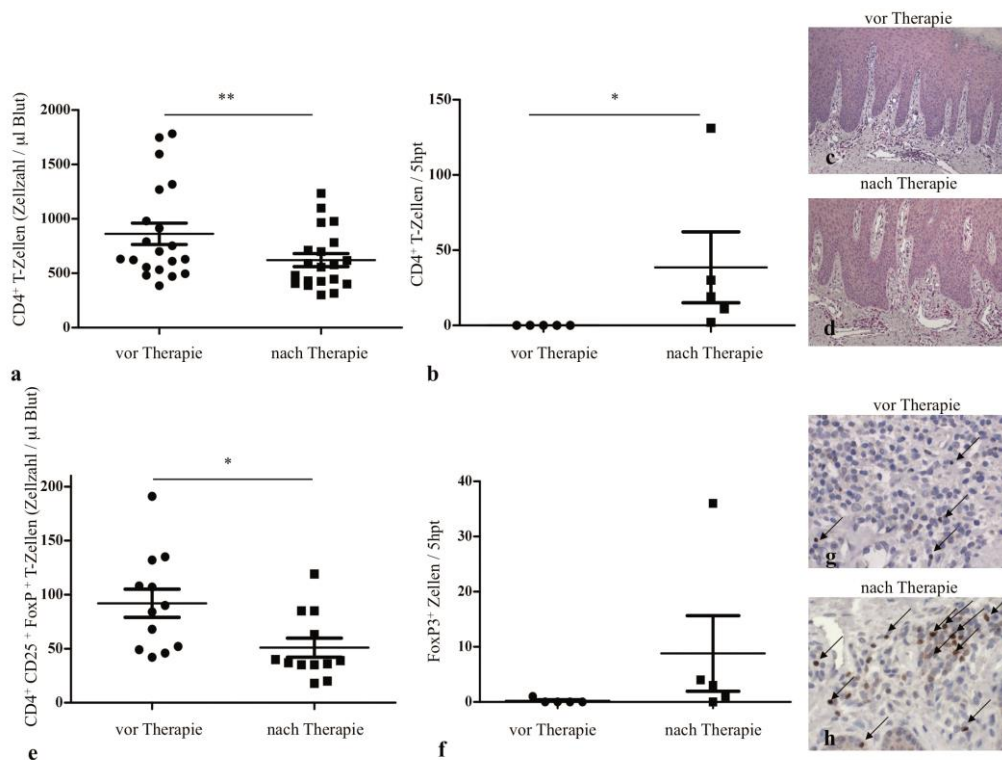 **
2000
1500
1000
500
0
CD4⁺ T-Zellen (Zellzahl / µl Blut)
vor Therapie
nach Therapie
a
*
150
100
50
0
CD4⁺ T-Zellen / 5hpt
vor Therapie
nach Therapie
b
vor Therapie
c
nach Therapie
d
*
200
150
100
50
0
CD4⁺ CD25 ⁺ FoxP ⁺ T-Zellen (Zellzahl / µl Blut)
vor Therapie
nach Therapie
e
40
30
20
10
0
FoxP3⁺ Zellen / 5hpt
vor Therapie
nach Therapie
f
vor Therapie
g
nach Therapie
h